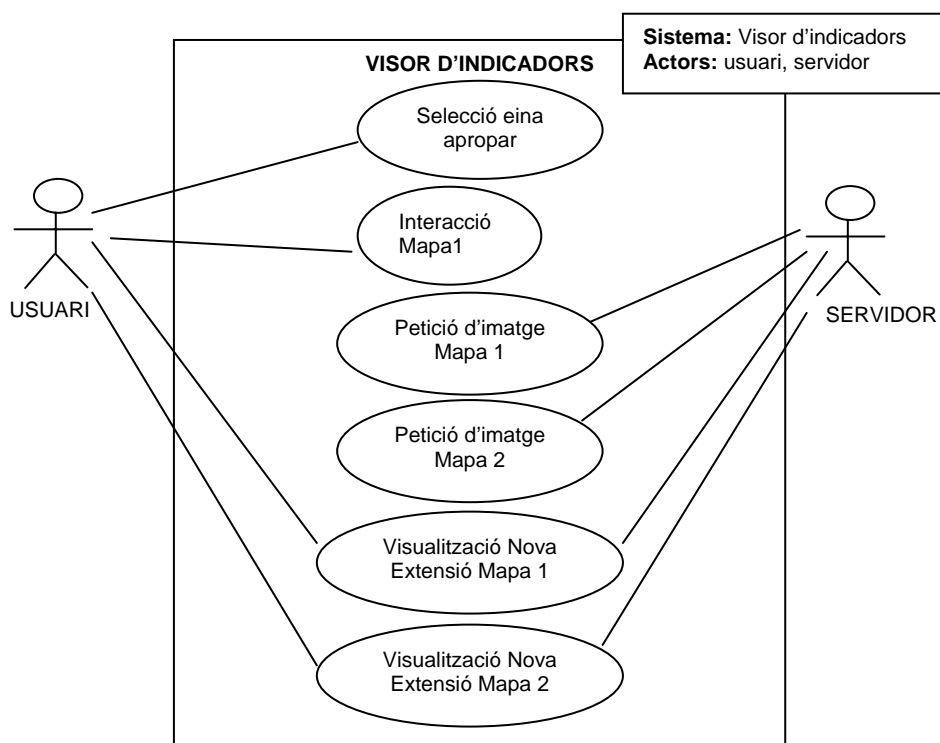 Sistema: Visor d’indicadors
Actors: usuari, servidor
VISOR D’INDICADORS
Selecció eina
apropar
Interacció
Mapa1
USUARI
SERVIDOR
Petició d’imatge
Mapa 1
Petició d’imatge
Mapa 2
Visualització Nova
Extensió Mapa 1
Visualització Nova
Extensió Mapa 2